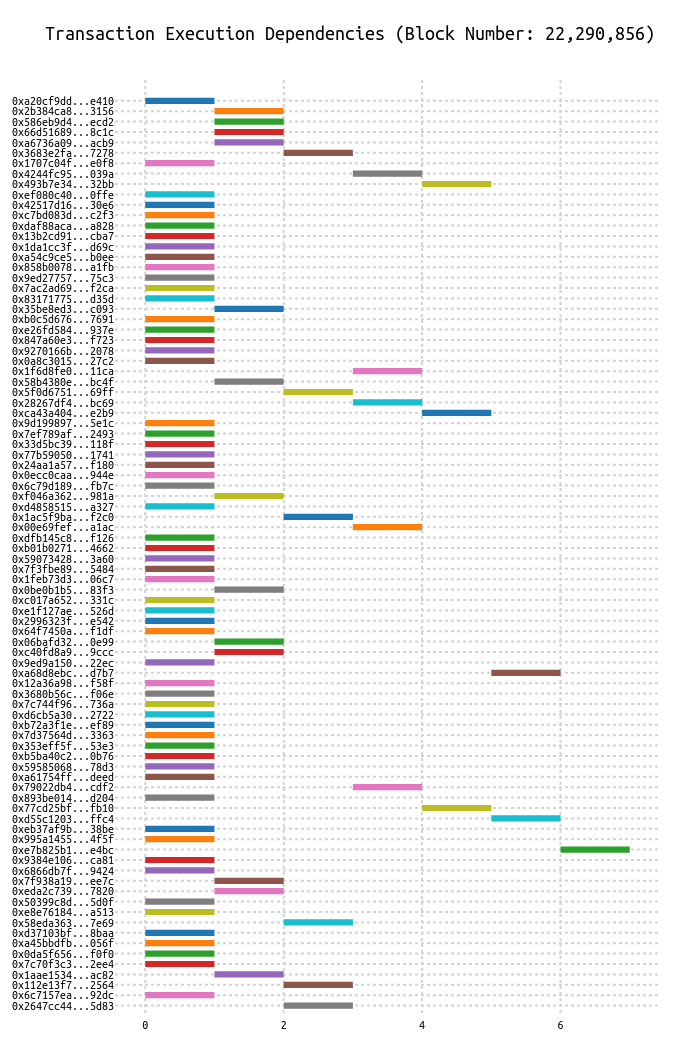 Transaction Execution Dependencies (Block Number: 22,290,856)
0xa20cf9dd...e410
0x2b384ca8...3156
0x586eb9d4...ecd2
0x66d51689...8c1c
0xa6736a09...acb9
0x3683e2fa...7278
0x1707c04f...e0f8
0x4244fc95...039a
0x493b7e34...32bb
0xef080c40...0ffe
0x42517d16...30e6
0xc7bd083d...c2f3
0xdaf88aca...a828
0x13b2cd91...cba7
0x1da1cc3f...d69c
0xa54c9ce5...b0ee
0x858b0078...a1fb
0x9ed27757...75c3
0x7ac2ad69...f2ca
0x83171775...d35d
0x35be8ed3...c093
0xb0c5d676...7691
0xe26fd584...937e
0x847a60e3...f723
0x9270166b...2078
0x0a8c3015...27c2
0x1f6d8fe0...11ca
0x58b4380e...bc4f
0x5f0d6751...69ff
0x28267df4...bc69
0xca43a404...e2b9
0x9d199897...5e1c
0x7ef789af...2493
0x33d5bc39...118f
0x77b59050...1741
0x24aa1a57...f180
0x0ecc0caa...944e
0x6c79d189...fb7c
0xf046a362...981a
0xd4858515...a327
0x1ac5f9ba...f2c0
0x00e69fef...a1ac
0xdfb145c8...f126
0xb01b0271...4662
0x59073428...3a60
0x7f3fbe89...5484
0x1feb73d3...06c7
0x0be0b1b5...83f3
0xc017a652...331c
0xe1f127ae...526d
0x2996323f...e542
0x64f7450a...f1df
0x06bafd32...0e99
0xc40fd8a9...9ccc
0x9ed9a150...22ec
0xa68d8ebc...d7b7
0x12a36a98...f58f
0x3680b56c...f06e
0x7c744f96...736a
0xd6cb5a30...2722
0xb72a3f1e...ef89
0x7d37564d...3363
0x353eff5f...53e3
0xb5ba40c2...0b76
0x59585068...78d3
0xa61754ff...deed
0x79022db4...cdf2
0x893be014...d204
0x77cd25bf...fb10
0xd55c1203...ffc4
0xeb37af9b...38be
0x995a1455...4f5f
0xe7b825b1...e4bc
0x9384e106...ca81
0x6866db7f...9424
0x7f938a19...ee7c
0xeda2c739...7820
0x50399c8d...5d0f
0xe8e76184...a513
0x58eda363...7e69
0xd37103bf...8baa
0xa45bbdfb...056f
0x0da5f656...f0f0
0x7c70f3c3...2ee4
0x1aae1534...ac82
0x112e13f7...2564
0x6c7157ea...92dc
0x2647cc44...5d83
0 2 4 6